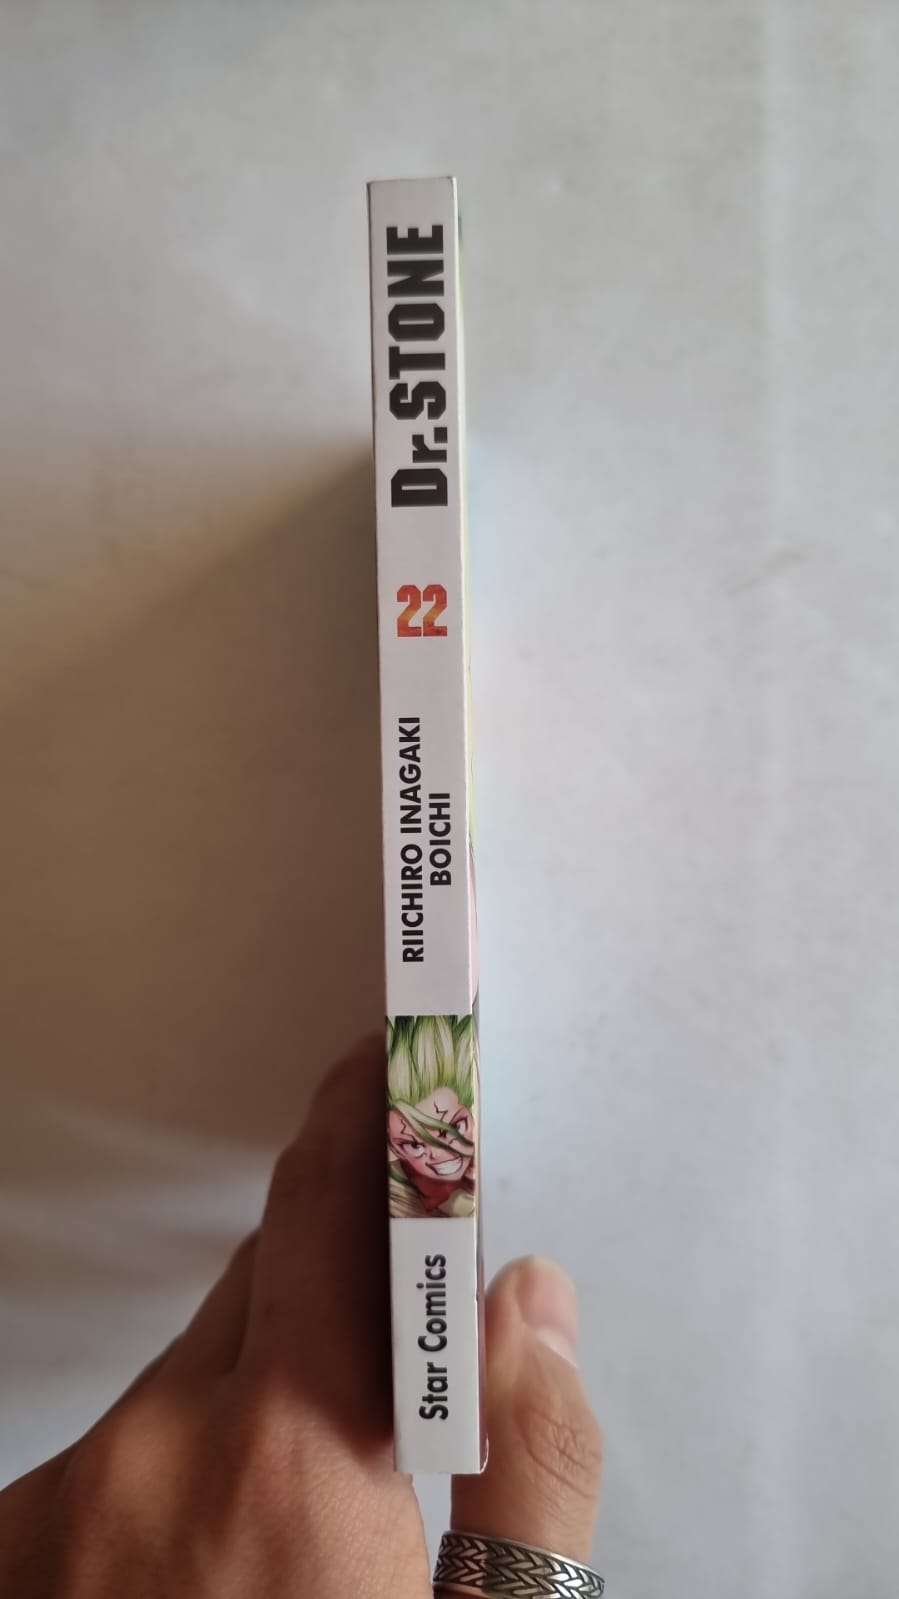 Dr.STONE
22
RIICHIRO INAGAKI
BOICHI
Star Comics